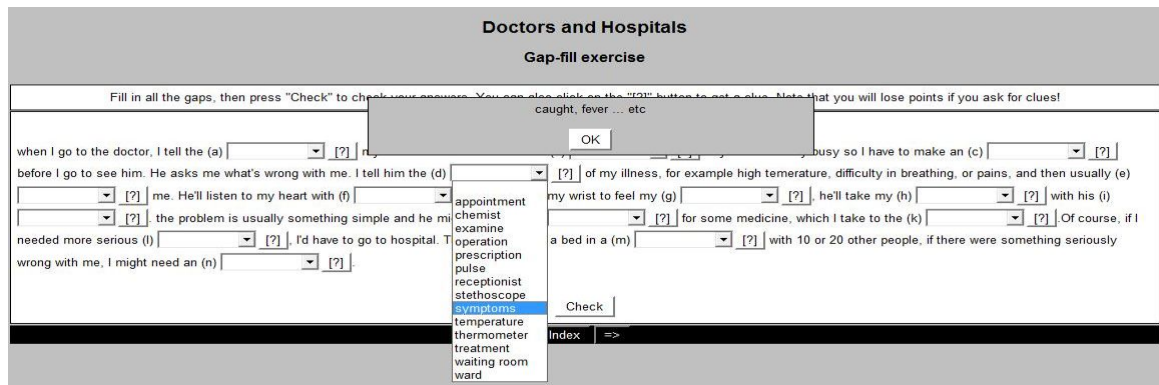 Doctors and Hospitals
Gap-fill exercise
Fill in all the gaps, then press "Check" to check your answers. You can also click on the "[?]" button to get a clue. Note that you will lose points if you ask for clues!
caught, fever ... etc
OK
when I go to the doctor, I tell the (a) [?] busy so I have to make an (c) [?]
before I go to see him. He asks me what's wrong with me. I tell him the (d) [?] of my illness, for example high temerature, difficulty in breathing, or pains, and then usually (e)
[?] me. He'll listen to my heart with (f) my wrist to feel my (g) [?] , he'll take my (h) [?] with his (i)
[?] . the problem is usually something simple and he [?] for some medicine, which I take to the (k) [?] .Of course, if I
needed more serious (l) [?] , I'd have to go to hospital. a bed in a (m) [?] with 10 or 20 other people, if there were something seriously
wrong with me, I might need an (n) [?] .
appointment
chemist
examine
operation
prescription
pulse
receptionist
stethoscope
symptoms
temperature
thermometer
treatment
waiting room
ward
Check
Index =>